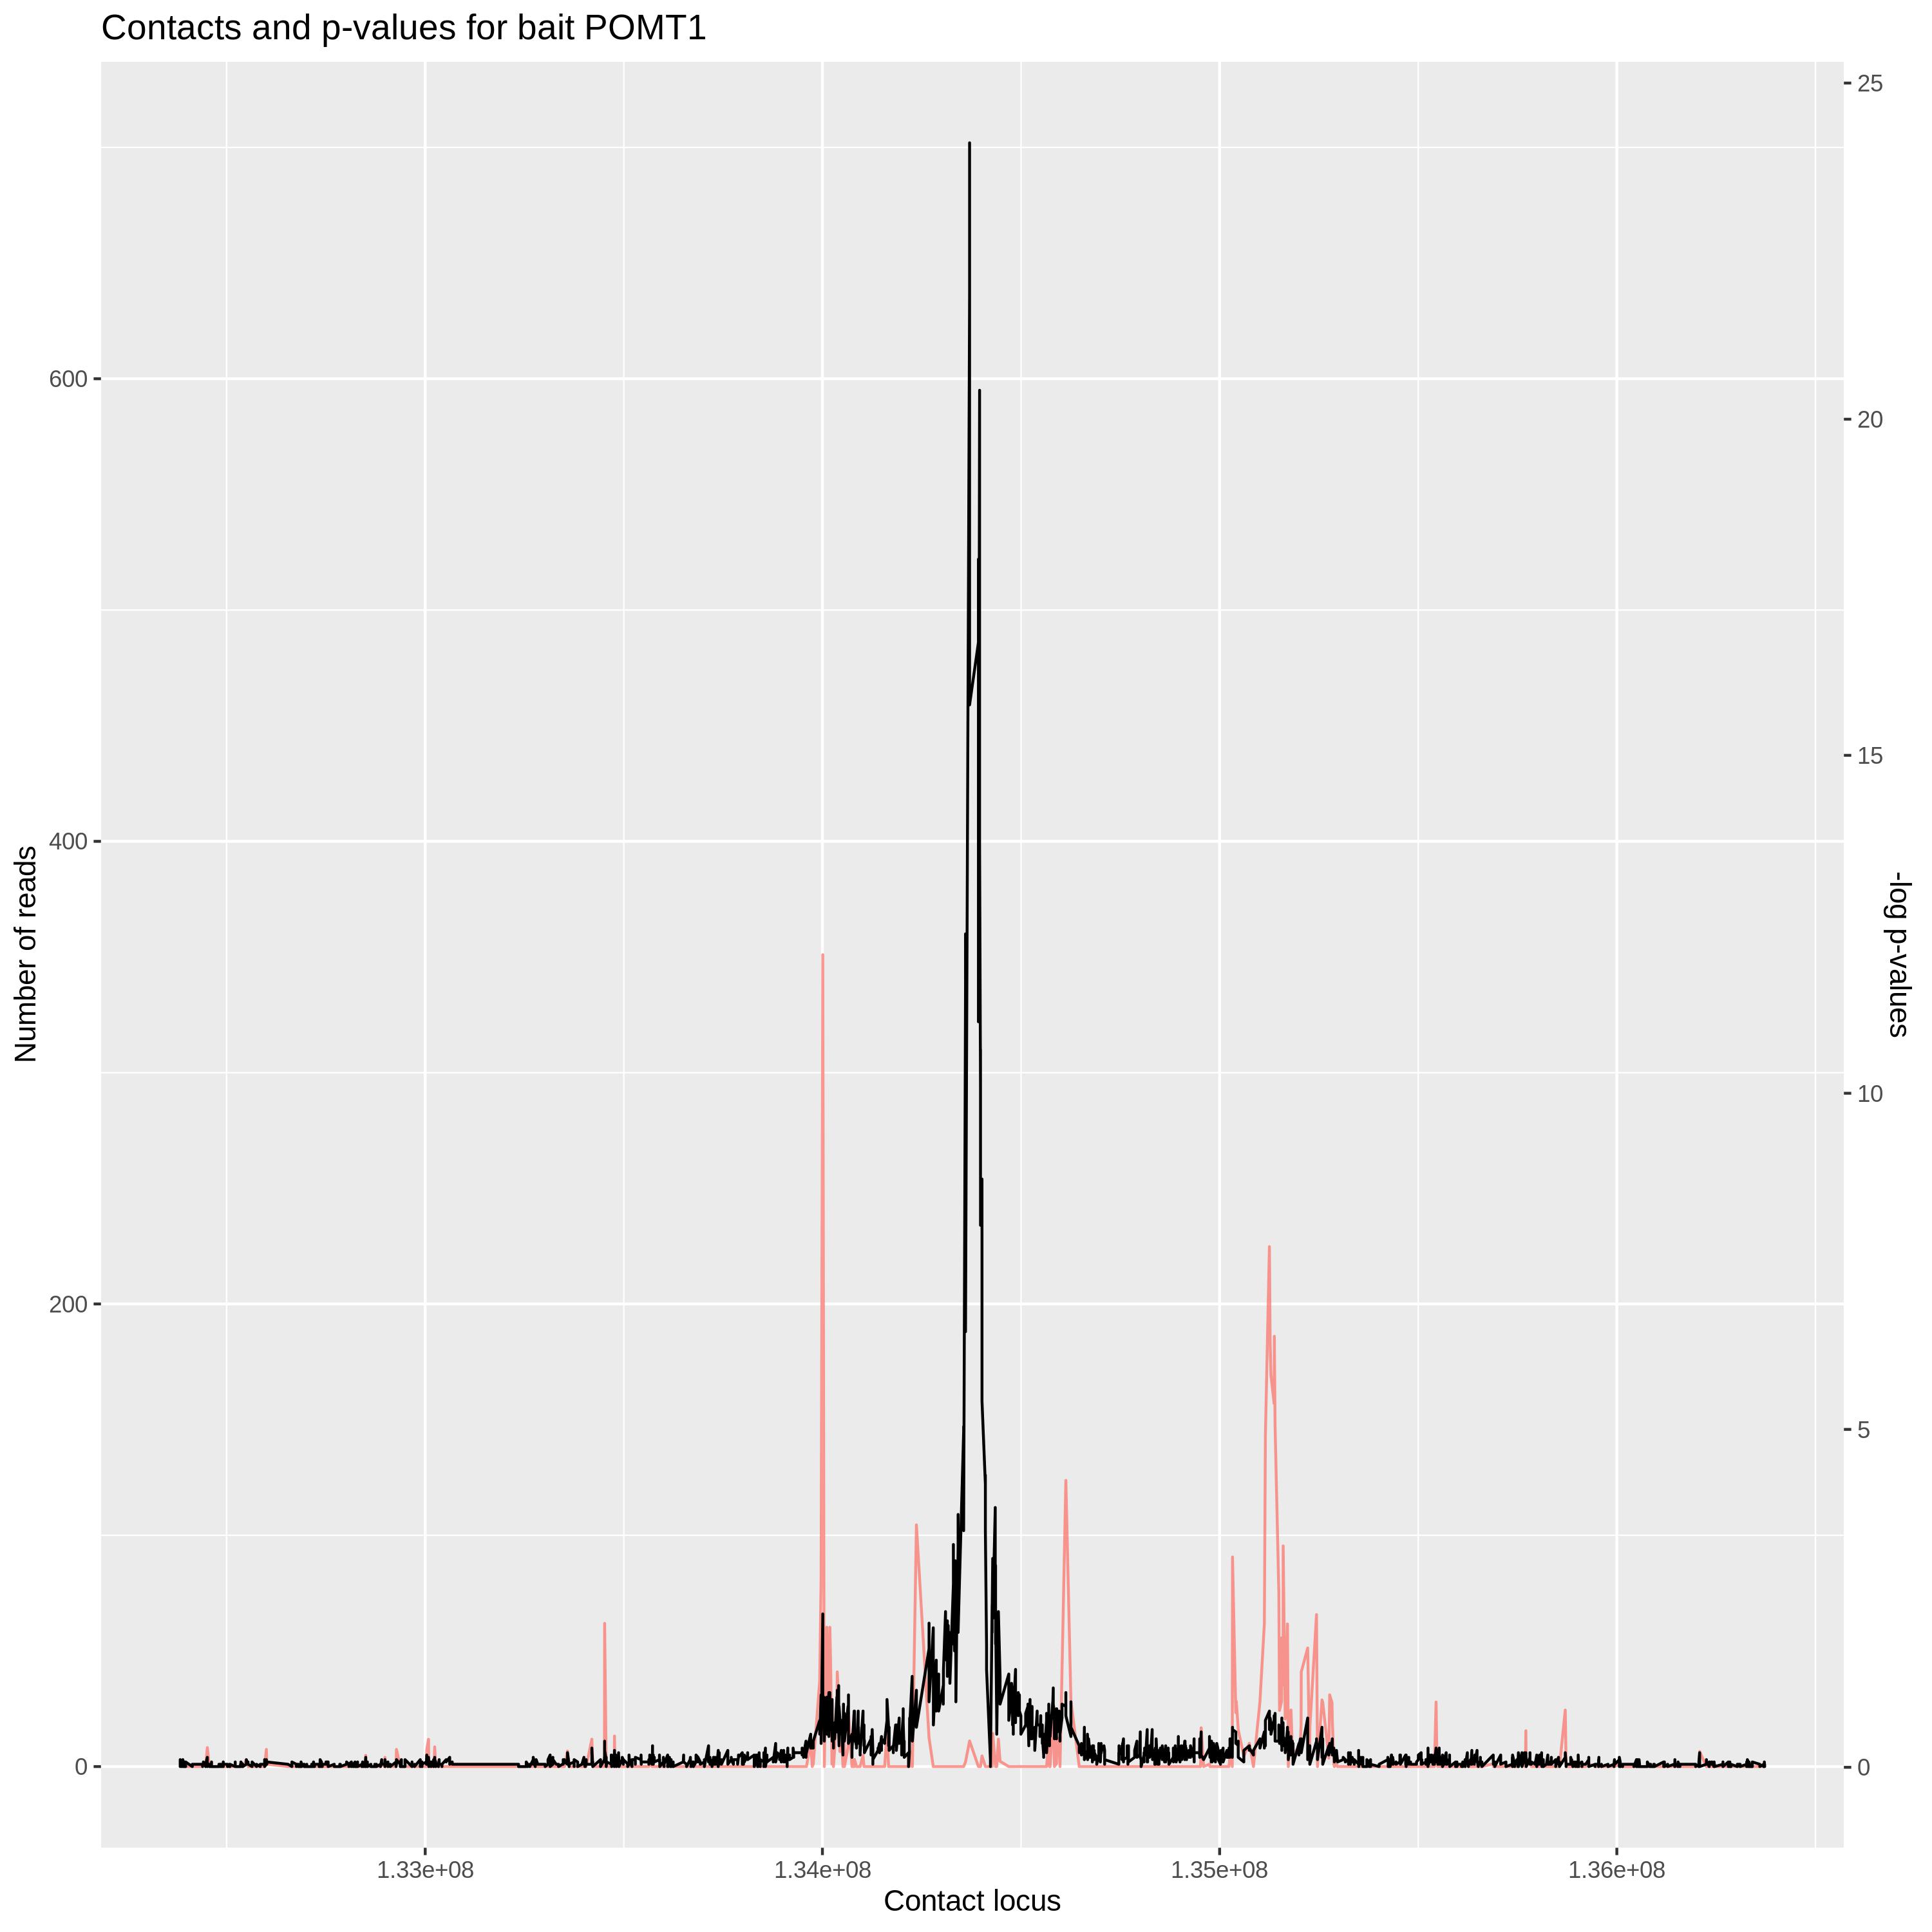 Contacts and p-values for bait POMT1
Number of reads
600
400
200
0
25
20
15
10
5
0
-log p-values
1.33e+08
1.34e+08
1.35e+08
1.36e+08
Contact locus